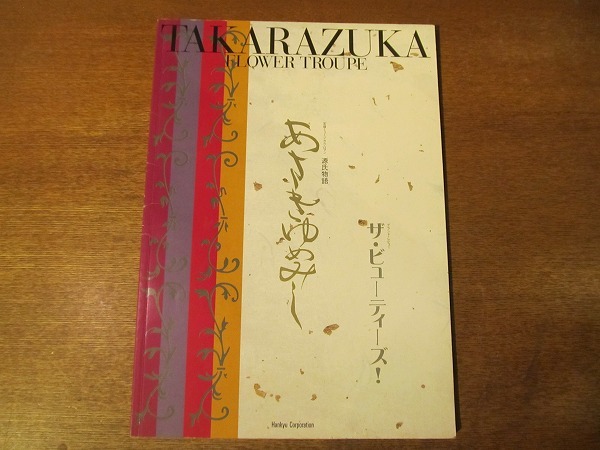 TAKARAZUKA
FLOWER TROUPE
源氏物語
あさきゆめみし
ザ・ビューティーズ!
Hankyu Corporation